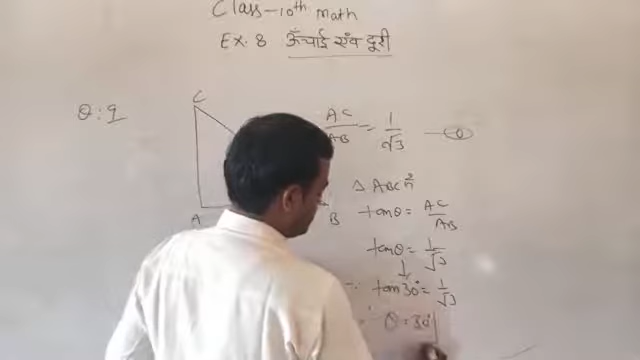 Class-10th math
EX. 8 ऊँचाई एवं दूरी
Q: 9
C
A
B
AC/AB = 1/√3
△ ABC में
tanθ = AC/AB
tanθ = 1/√3
∵ tan30° = 1/√3
∴ θ = 30°